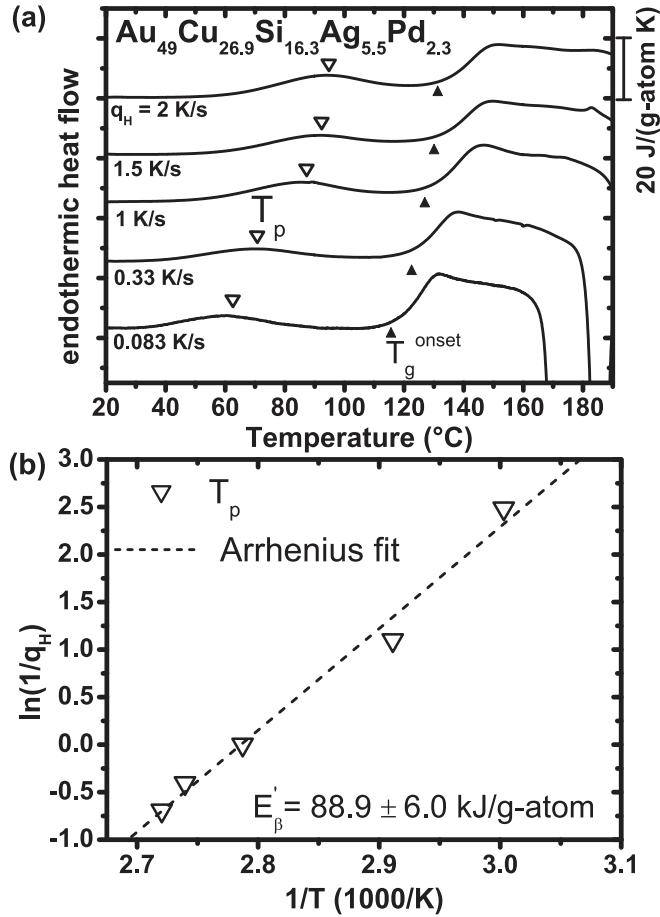 (a)
Au49Cu26.9Si16.3Ag5.5Pd2.3
qH = 2 K/s
1.5 K/s
1 K/s
Tp
0.33 K/s
0.083 K/s
Tg onset
endothermic heat flow
20 J/(g-atom K)
20 40 60 80 100 120 140 160 180
Temperature (°C)
(b)
3.0
2.5
2.0
1.5
1.0
0.5
0.0
-0.5
-1.0
ln(1/qH)
Tp
Arrhenius fit
E'β = 88.9 ± 6.0 kJ/g-atom
2.7 2.8 2.9 3.0 3.1
1/T (1000/K)